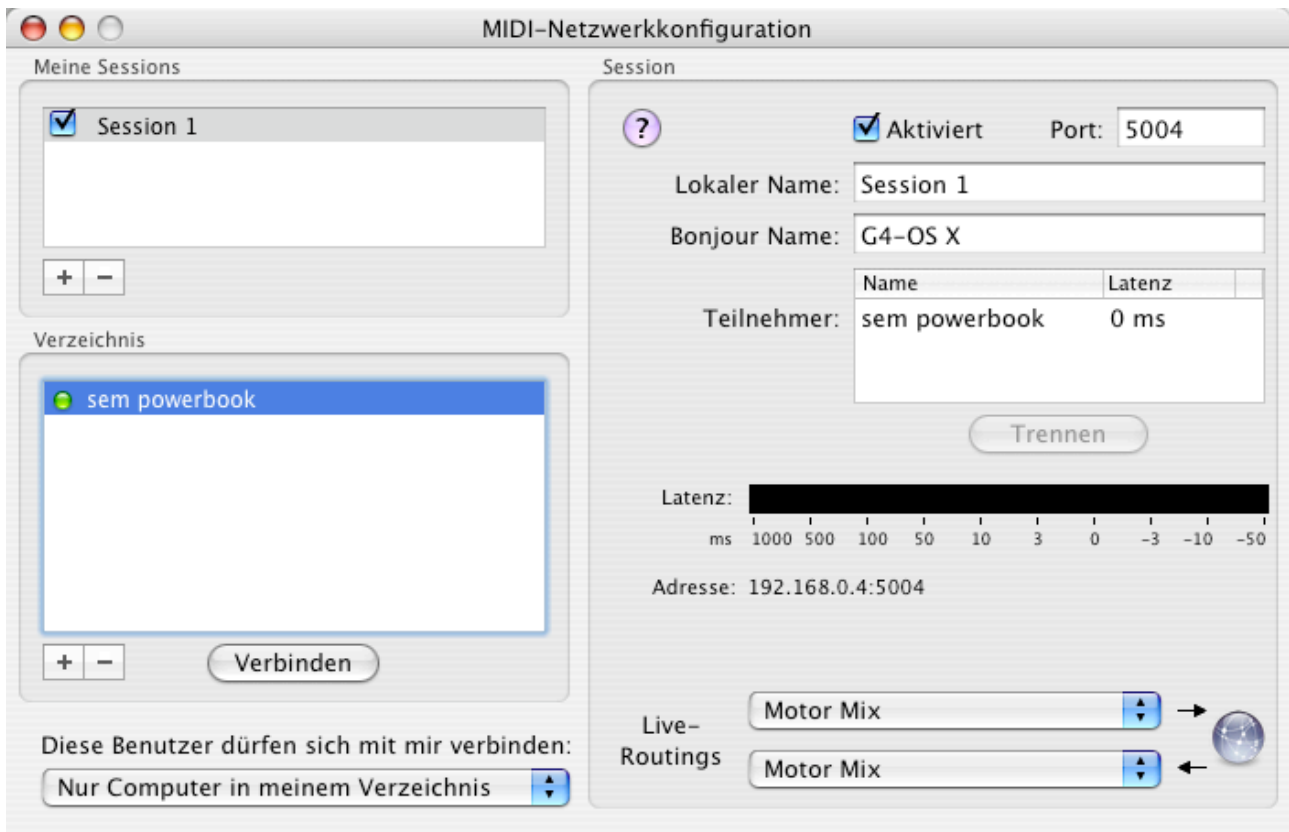 MIDI-Netzwerkkonfiguration
Meine Sessions
Session 1
+ −
Verzeichnis
sem powerbook
+ −
Verbinden
Diese Benutzer dürfen sich mit mir verbinden:
Nur Computer in meinem Verzeichnis
Session
?
Aktiviert
Port: 5004
Lokaler Name: Session 1
Bonjour Name: G4-OS X
Name Latenz
Teilnehmer: sem powerbook 0 ms
Trennen
Latenz:
ms 1000 500 100 50 10 3 0 -3 -10 -50
Adresse: 192.168.0.4:5004
Live-
Routings
Motor Mix
Motor Mix